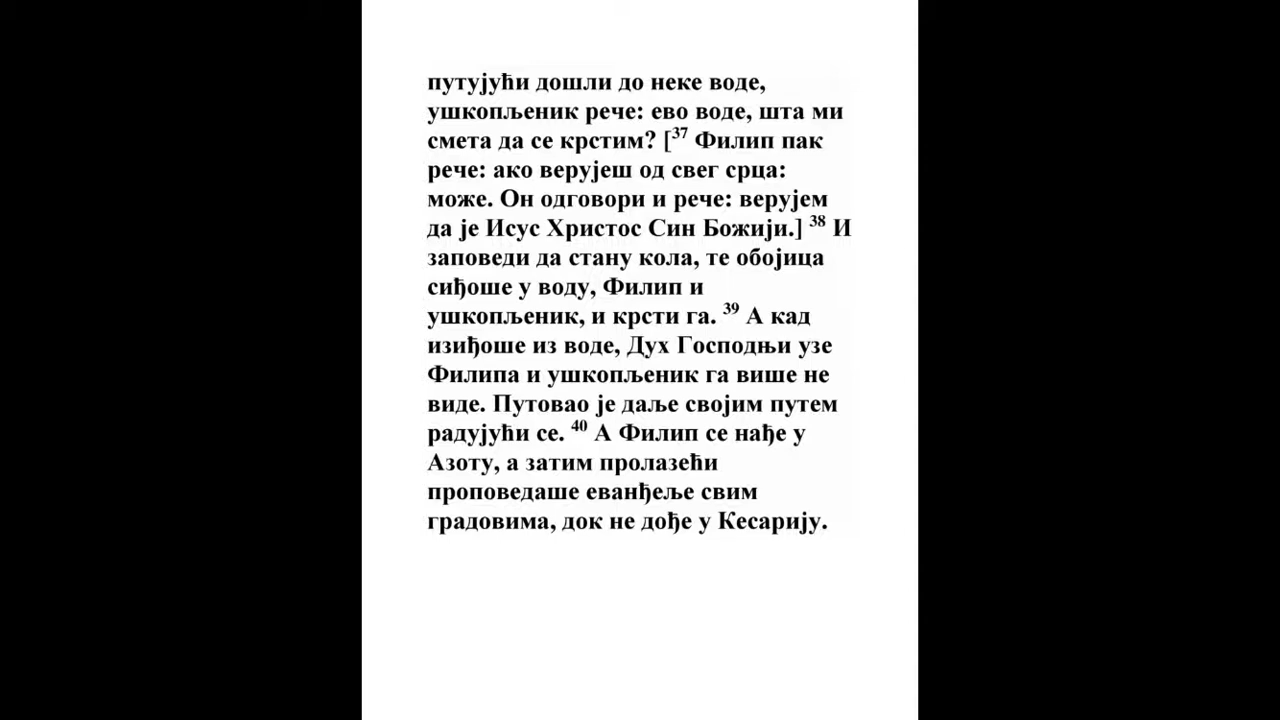 путујући дошли до неке воде,
ушкопљеник рече: ево воде, шта ми
смета да се крстим? [37 Филип пак
рече: ако верујеш од свег срца:
може. Он одговори и рече: верујем
да је Исус Христос Син Божији.] 38 И
заповеди да стану кола, те обојица
сиђоше у воду, Филип и
ушкопљеник, и крсти га. 39 А кад
изиђоше из воде, Дух Господњи узе
Филипа и ушкопљеник га више не
виде. Путовао је даље својим путем
радујући се. 40 А Филип се нађе у
Азоту, а затим пролазећи
проповедаше еванђеље свим
градовима, док не дође у Кесарију.